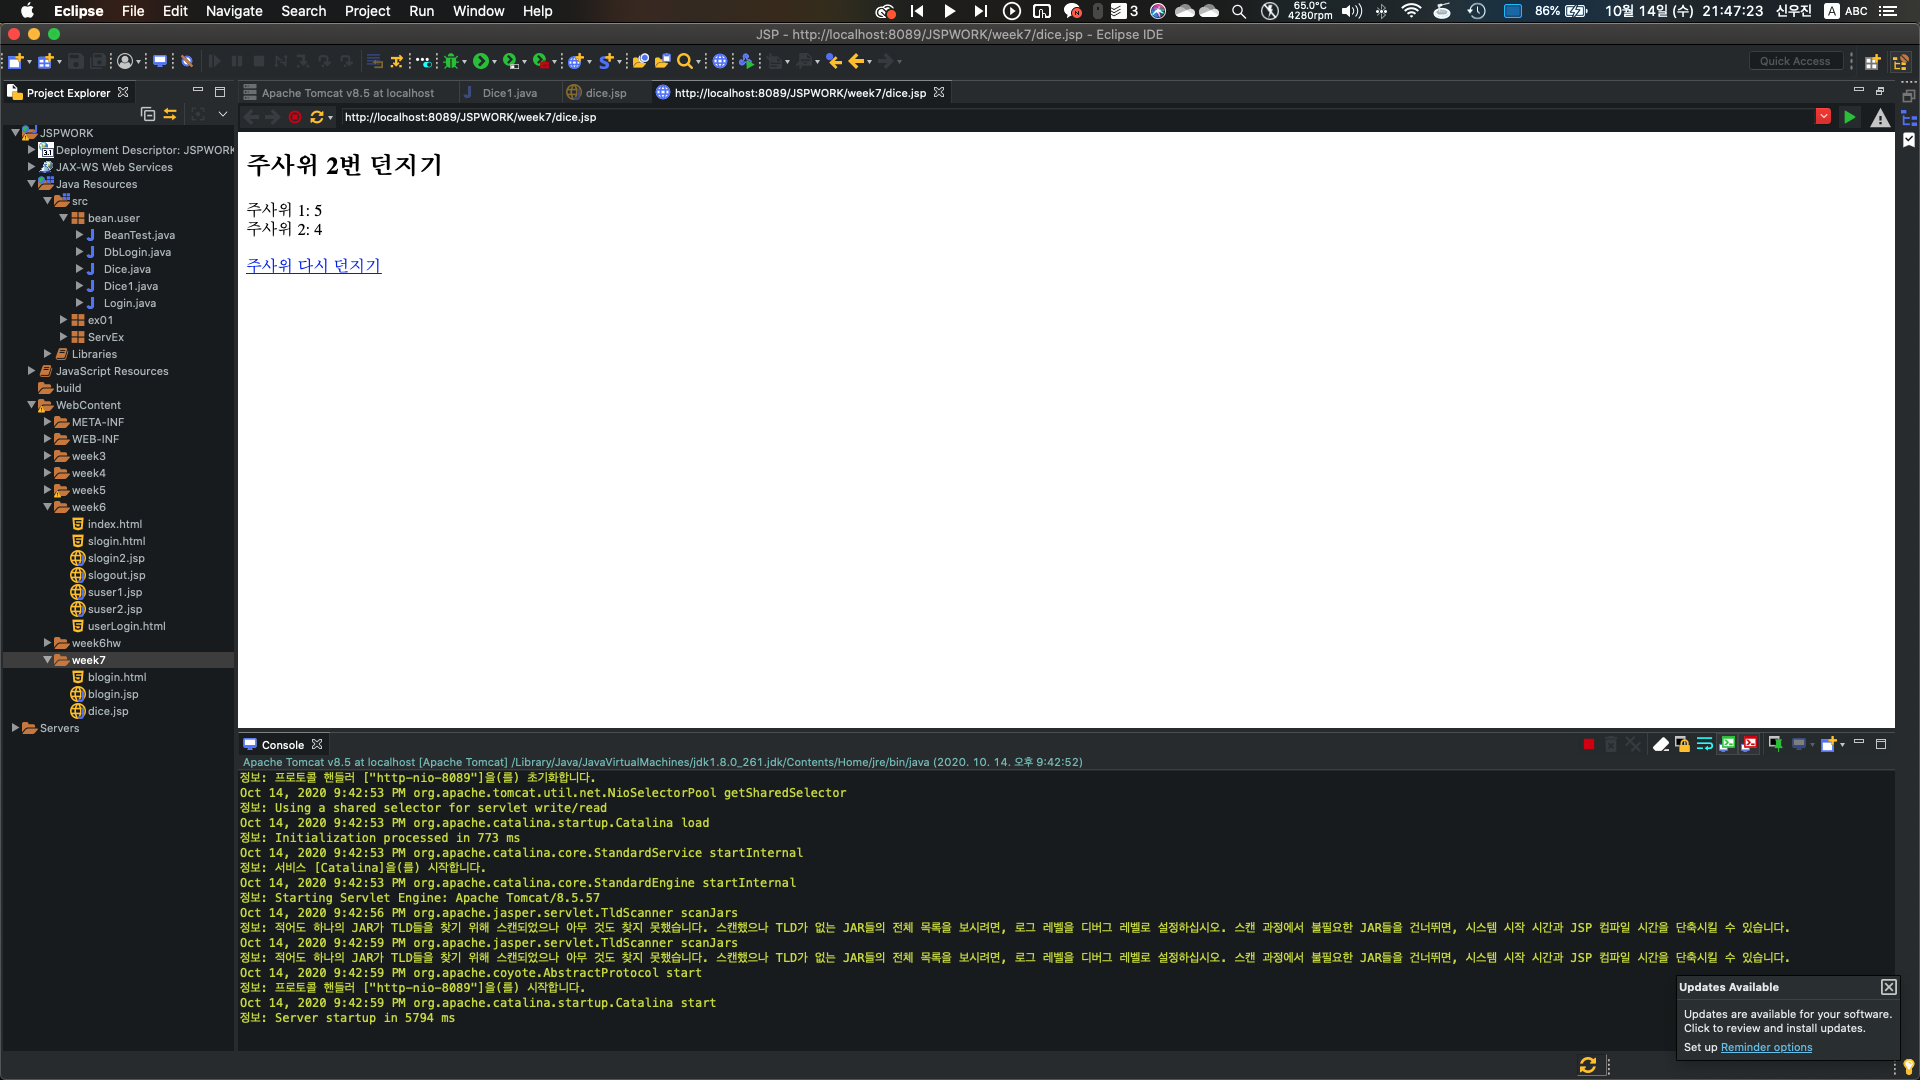 Eclipse File Edit Navigate Search Project Run Window Help 3 65.0°C 4280rpm 86% 10월 14일 (수) 21:47:23 신우진 A ABC
JSP - http://localhost:8089/JSPWORK/week7/dice.jsp - Eclipse IDE
Quick Access
Project Explorer
Apache Tomcat v8.5 at localhost Dice1.java dice.jsp http://localhost:8089/JSPWORK/week7/dice.jsp
http://localhost:8089/JSPWORK/week7/dice.jsp
JSPWORK
Deployment Descriptor: JSPWORK
JAX-WS Web Services
Java Resources
src
bean.user
BeanTest.java
DbLogin.java
Dice.java
Dice1.java
Login.java
ex01
ServEx
Libraries
JavaScript Resources
build
WebContent
META-INF
WEB-INF
week3
week4
week5
week6
index.html
slogin.html
slogin2.jsp
slogout.jsp
suser1.jsp
suser2.jsp
userLogin.html
week6hw
week7
blogin.html
blogin.jsp
dice.jsp
Servers
주사위 2번 던지기
주사위 1: 5
주사위 2: 4
주사위 다시 던지기
Console
Apache Tomcat v8.5 at localhost [Apache Tomcat] /Library/Java/JavaVirtualMachines/jdk1.8.0_261.jdk/Contents/Home/jre/bin/java (2020. 10. 14. 오후 9:42:52)
정보: 프로토콜 핸들러 ["http-nio-8089"]을(를) 초기화합니다.
Oct 14, 2020 9:42:53 PM org.apache.tomcat.util.net.NioSelectorPool getSharedSelector
정보: Using a shared selector for servlet write/read
Oct 14, 2020 9:42:53 PM org.apache.catalina.startup.Catalina load
정보: Initialization processed in 773 ms
Oct 14, 2020 9:42:53 PM org.apache.catalina.core.StandardService startInternal
정보: 서비스 [Catalina]을(를) 시작합니다.
Oct 14, 2020 9:42:53 PM org.apache.catalina.core.StandardEngine startInternal
정보: Starting Servlet Engine: Apache Tomcat/8.5.57
Oct 14, 2020 9:42:56 PM org.apache.jasper.servlet.TldScanner scanJars
정보: 적어도 하나의 JAR가 TLD들을 찾기 위해 스캔되었으나 아무 것도 찾지 못했습니다. 스캔했으나 TLD가 없는 JAR들의 전체 목록을 보시려면, 로그 레벨을 디버그 레벨로 설정하십시오. 스캔 과정에서 불필요한 JAR들을 건너뛰면, 시스템 시작 시간과 JSP 컴파일 시간을 단축시킬 수 있습니다.
Oct 14, 2020 9:42:59 PM org.apache.jasper.servlet.TldScanner scanJars
정보: 적어도 하나의 JAR가 TLD들을 찾기 위해 스캔되었으나 아무 것도 찾지 못했습니다. 스캔했으나 TLD가 없는 JAR들의 전체 목록을 보시려면, 로그 레벨을 디버그 레벨로 설정하십시오. 스캔 과정에서 불필요한 JAR들을 건너뛰면, 시스템 시작 시간과 JSP 컴파일 시간을 단축시킬 수 있습니다.
Oct 14, 2020 9:42:59 PM org.apache.coyote.AbstractProtocol start
정보: 프로토콜 핸들러 ["http-nio-8089"]을(를) 시작합니다.
Oct 14, 2020 9:42:59 PM org.apache.catalina.startup.Catalina start
정보: Server startup in 5794 ms
Updates Available
Updates are available for your software.
Click to review and install updates.
Set up Reminder options